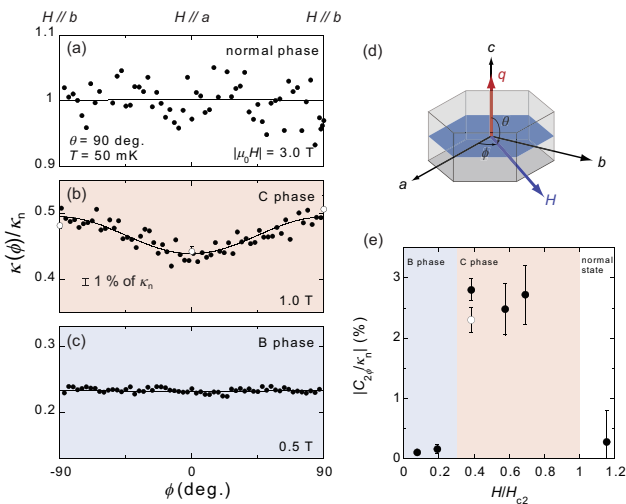 H // b H // a H // b
1.1
(a)
normal phase
1
θ = 90 deg.
T = 50 mK
|μ₀H| = 3.0 T
0.9
(b)
C phase
0.5
0.4
1 % of κₙ
1.0 T
(c)
B phase
0.3
0.2
0.5 T
κ(ϕ)/κₙ
-90 0 90
ϕ (deg.)
(d)
c
q
θ
ϕ
a
b
H
(e)
B phase C phase normal state
3
2
1
0
|C₂ϕ/κₙ| (%)
0.0 0.2 0.4 0.6 0.8 1.0 1.2
H/Hc2